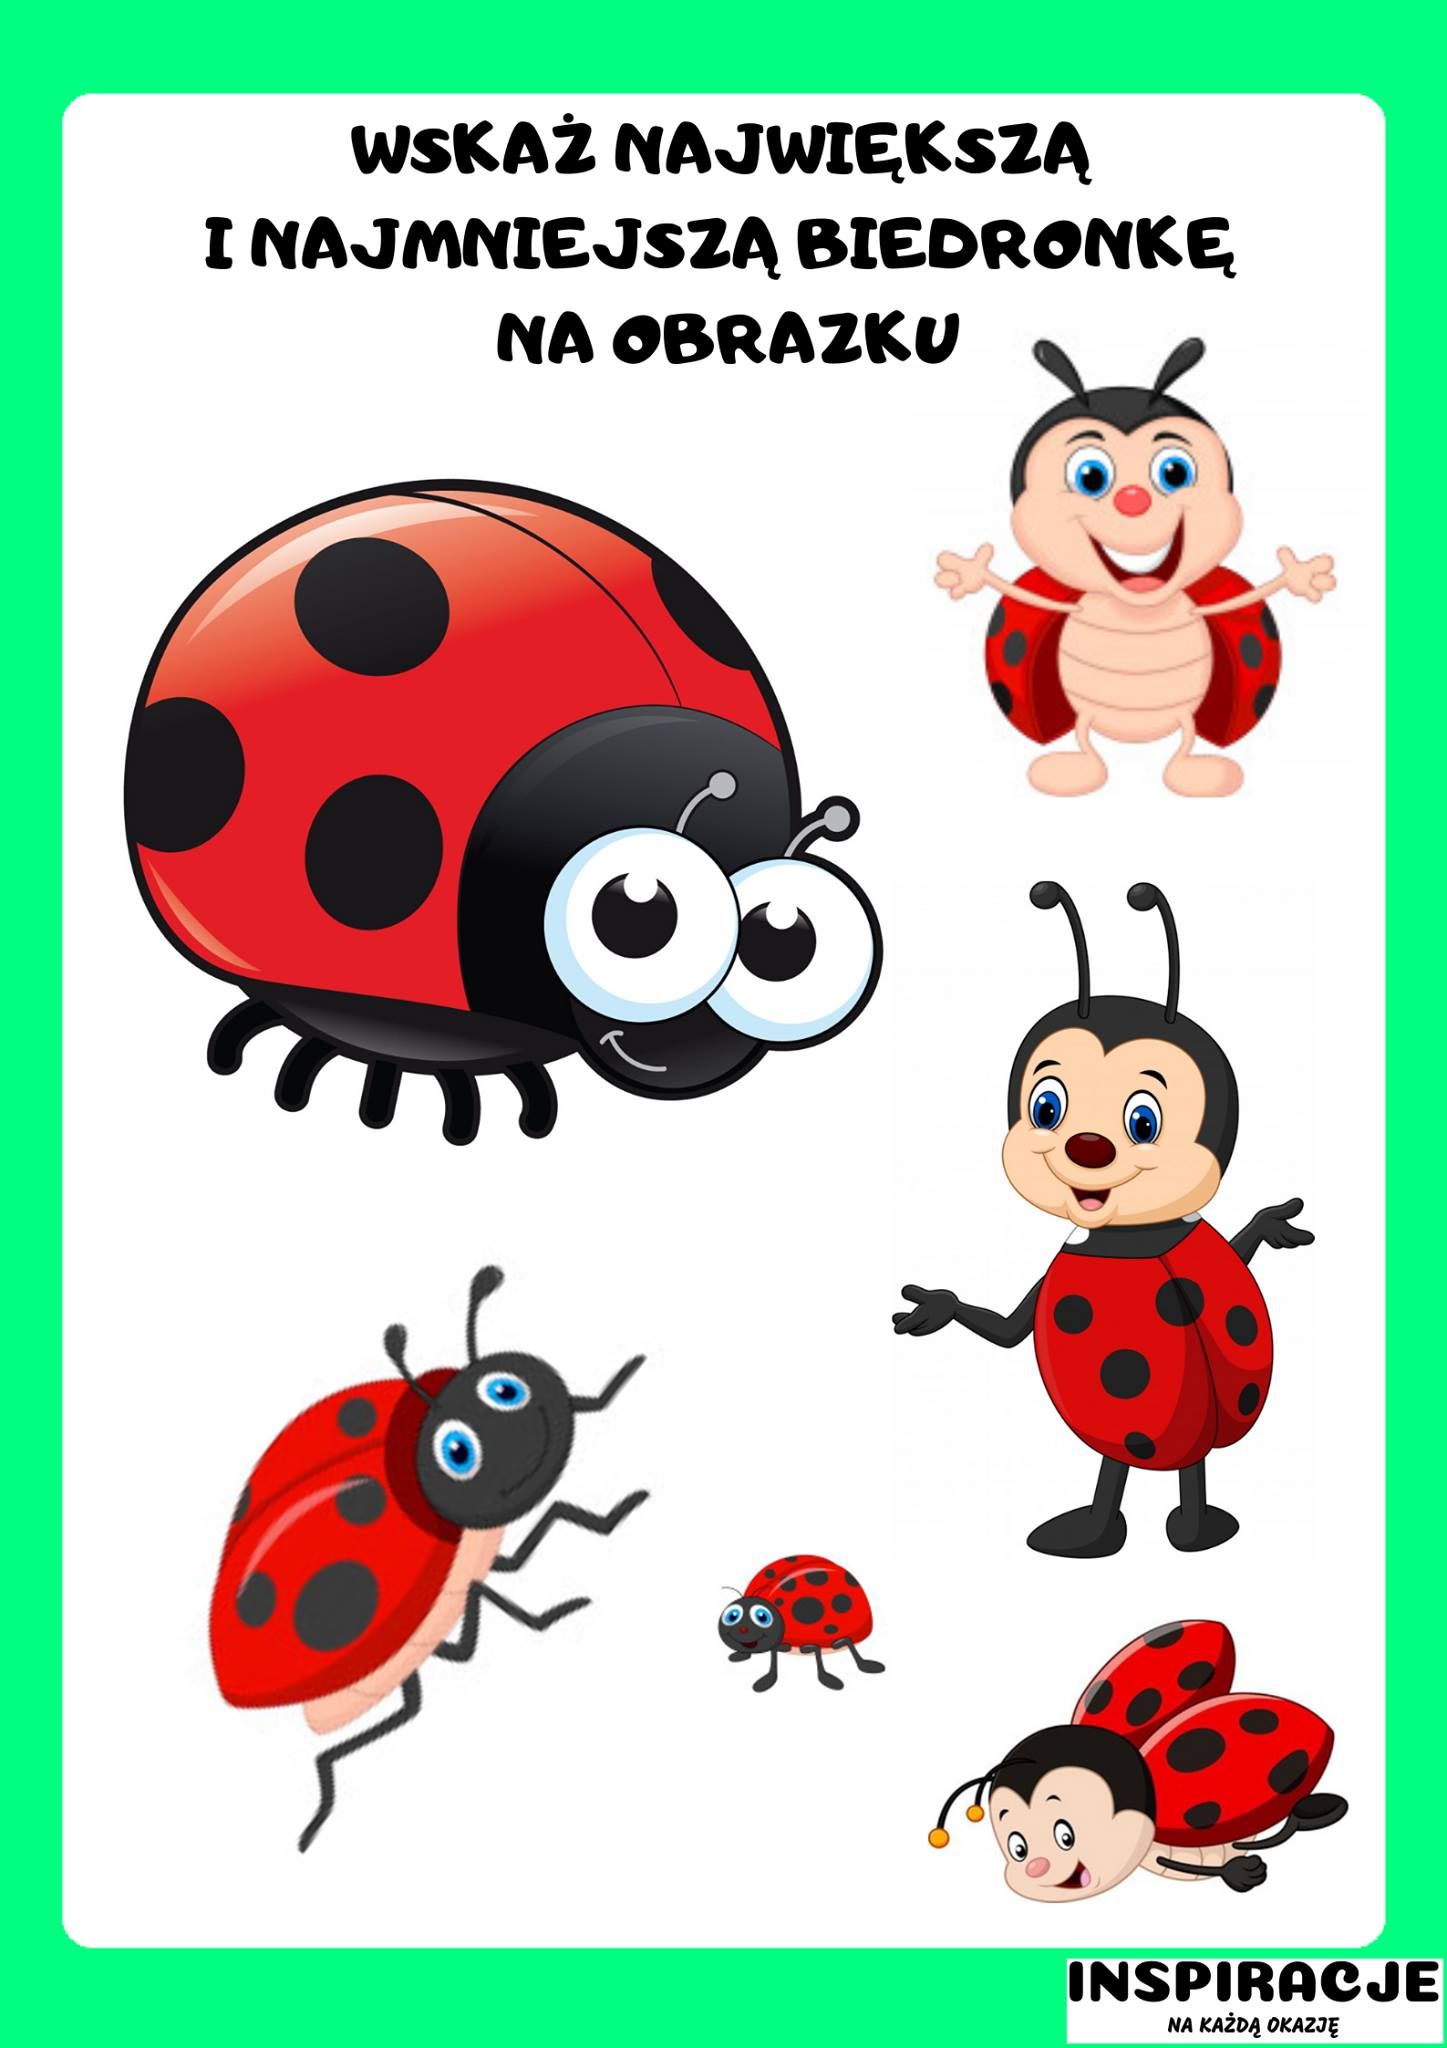 WSKAŻ NAJWIĘKSZĄ
I NAJMNIEJSZĄ BIEDRONKĘ
NA OBRAZKU
INSPIRACJE
NA KAŻDĄ OKAZJĘ